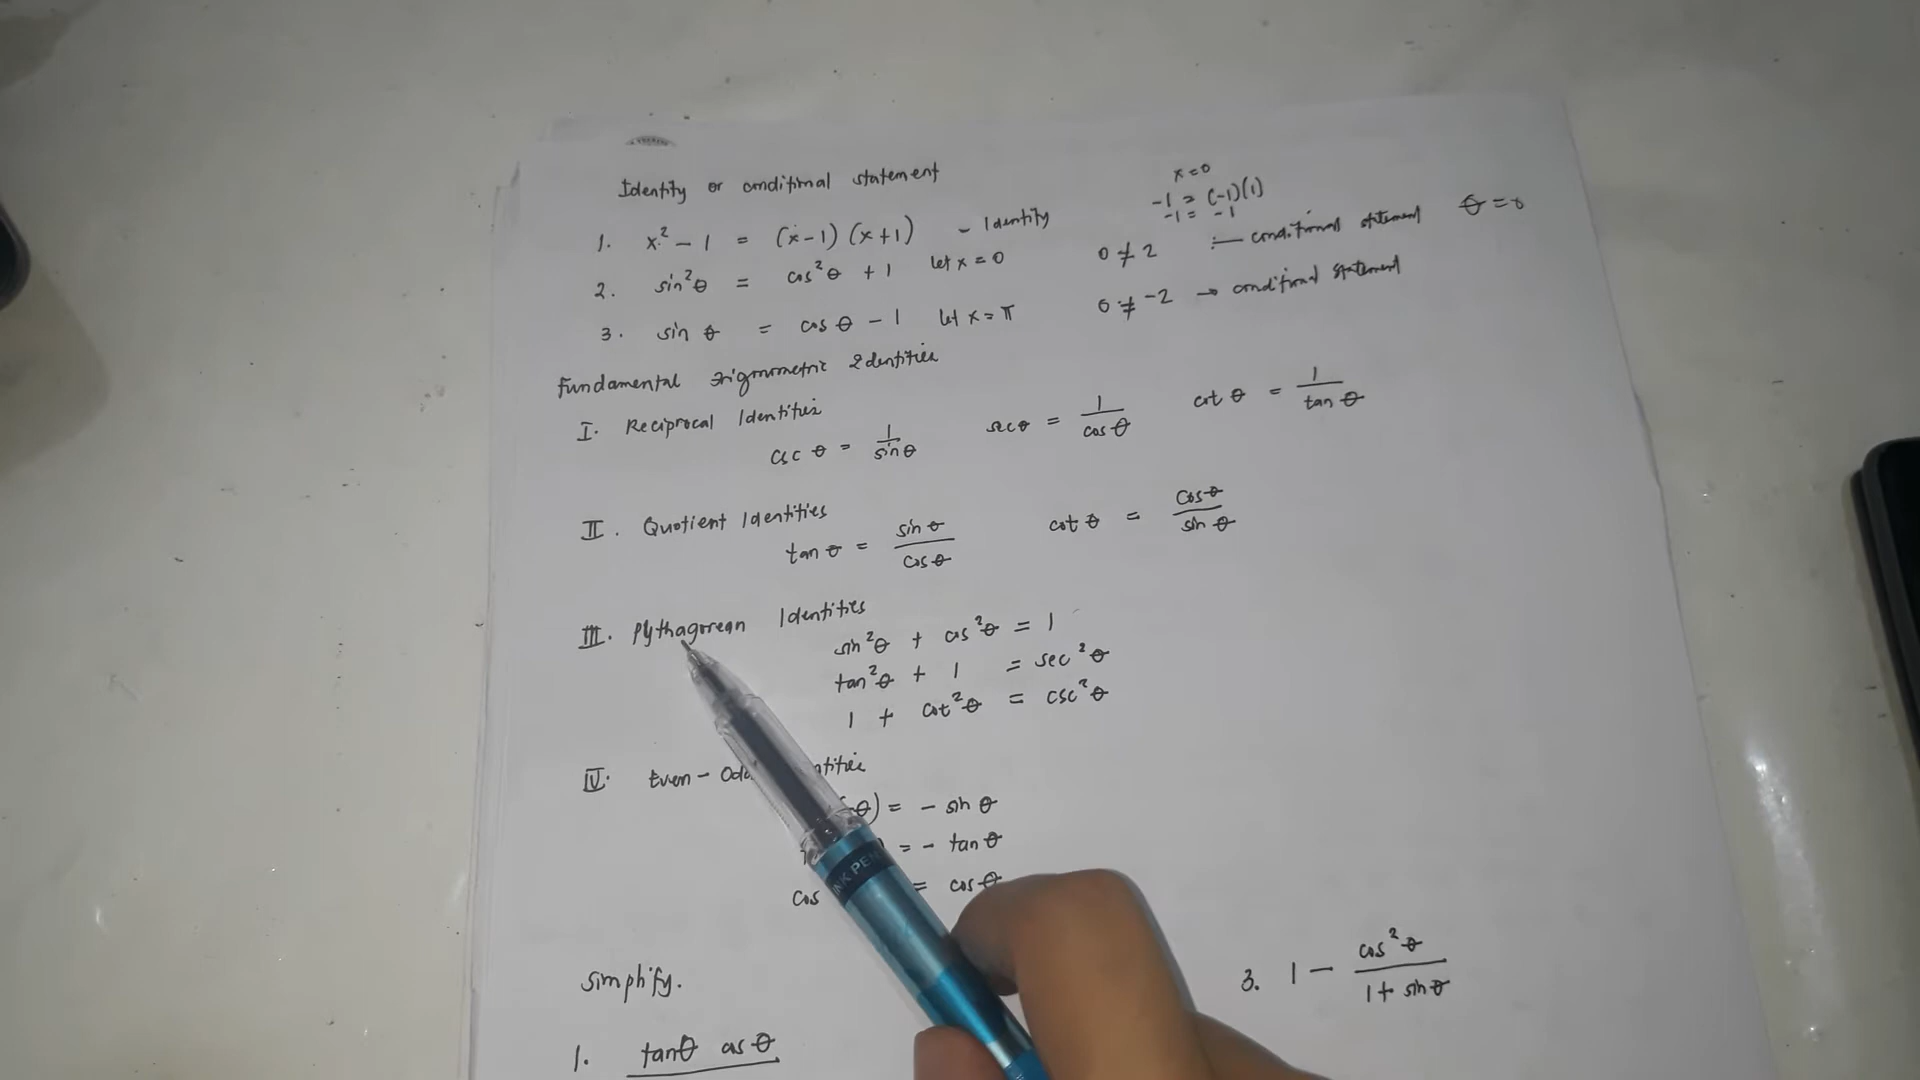 Identity or conditional statement
x=0
-1 = (-1)(1)
-1 = -1
1. x² - 1 = (x-1)(x+1) - Identity
2. sin²θ = cos²θ + 1 let x = 0 0 ≠ 2 :— conditional statement θ = 0
3. sin θ = cos θ - 1 let x = π 0 ≠ -2 → conditional statement
Fundamental Trigonometric Identities
I. Reciprocal Identities
csc θ = 1/sin θ sec θ = 1/cos θ cot θ = 1/tan θ
II. Quotient Identities
tan θ = sin θ/cos θ cot θ = cos θ/sin θ
III. Pythagorean Identities
sin²θ + cos²θ = 1
tan²θ + 1 = sec²θ
1 + cot²θ = csc²θ
IV. Even-Odd
θ) = - sin θ
= - tan θ
cos = cos θ
INK PEN
Simplify.
1. tan θ cos θ
3. 1 - cos²θ/1 + sin θ